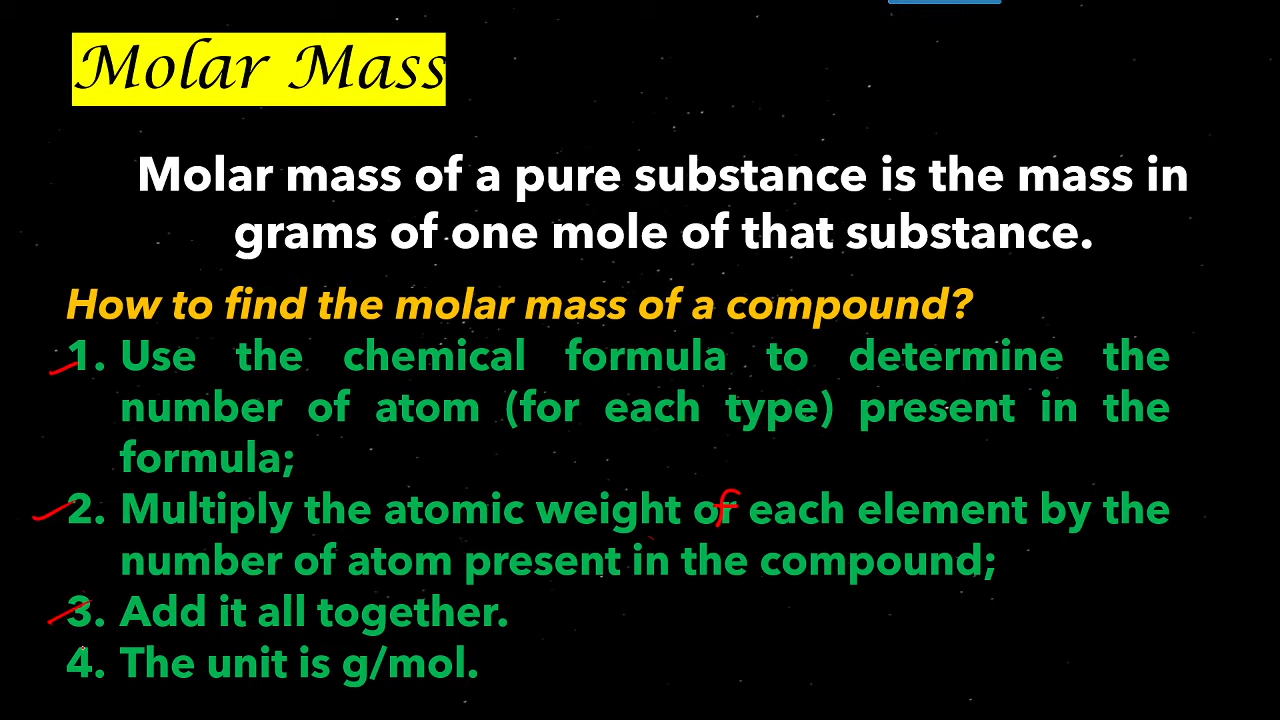 Molar Mass
Molar mass of a pure substance is the mass in
grams of one mole of that substance.
How to find the molar mass of a compound?
1. Use the chemical formula to determine the
number of atom (for each type) present in the
formula;
2. Multiply the atomic weight of each element by the
number of atom present in the compound;
3. Add it all together.
4. The unit is g/mol.